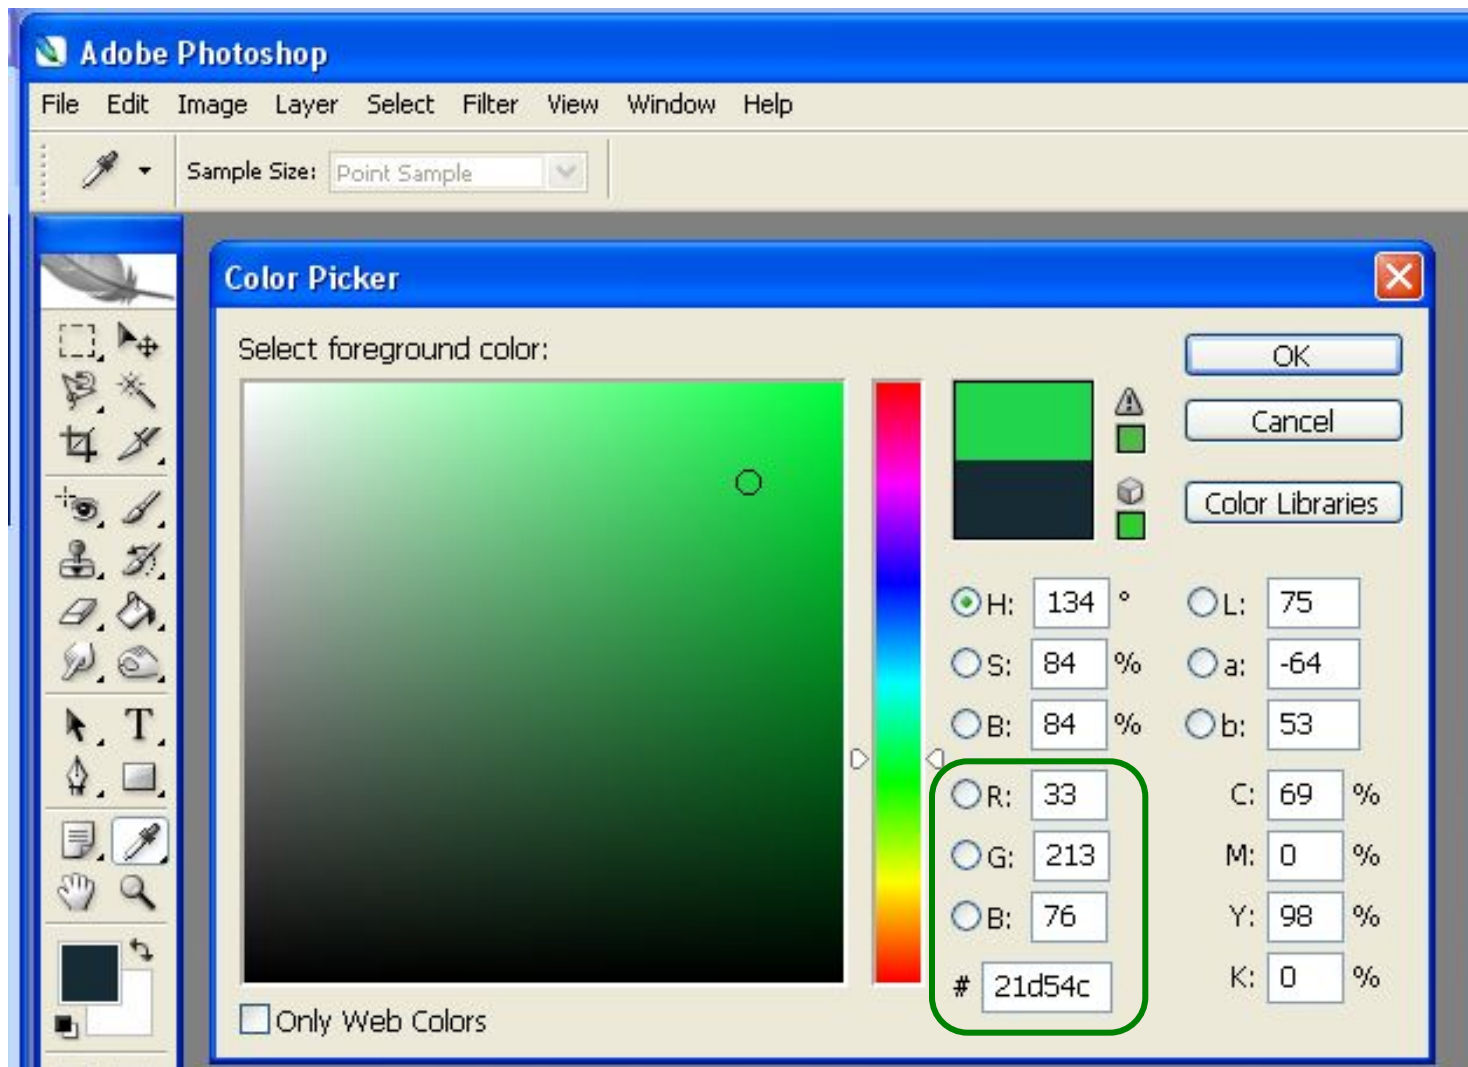 Adobe Photoshop
File Edit Image Layer Select Filter View Window Help
Sample Size: Point Sample
Color Picker
Select foreground color:
OK
Cancel
Color Libraries
H: 134 ° L: 75
S: 84 % a: -64
B: 84 % b: 53
R: 33 C: 69 %
G: 213 M: 0 %
B: 76 Y: 98 %
# 21d54c K: 0 %
Only Web Colors
T